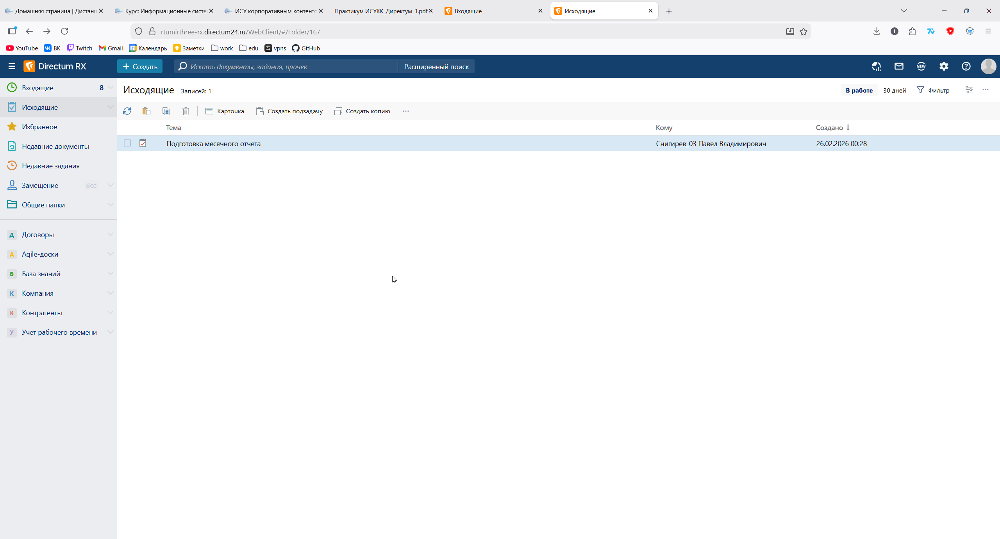 Домашняя страница | Дистанц
Курс: Информационные систе
ИСУ корпоративным контенто
Практикум ИСУКК_Директум_1.pdf
Входящие
Исходящие
rtumirthree-rx.directum24.ru/WebClient/#/Folder/167
YouTube
ВК
Twitch
Gmail
31
Календарь
Заметки
work
edu
vpns
GitHub
Directum RX
Создать
Искать документы, задания, прочее
Расширенный поиск
NEW
Входящие 8
Исходящие
Избранное
Недавние документы
Недавние задания
Замещение Все
Общие папки
Д Договоры
A Agile-доски
Б База знаний
К Компания
К Контрагенты
У Учет рабочего времени
Исходящие Записей: 1
В работе 30 дней Фильтр
Карточка Создать подзадачу Создать копию
Тема Кому Создано
Подготовка месячного отчета Снигирев_03 Павел Владимирович 26.02.2026 00:28